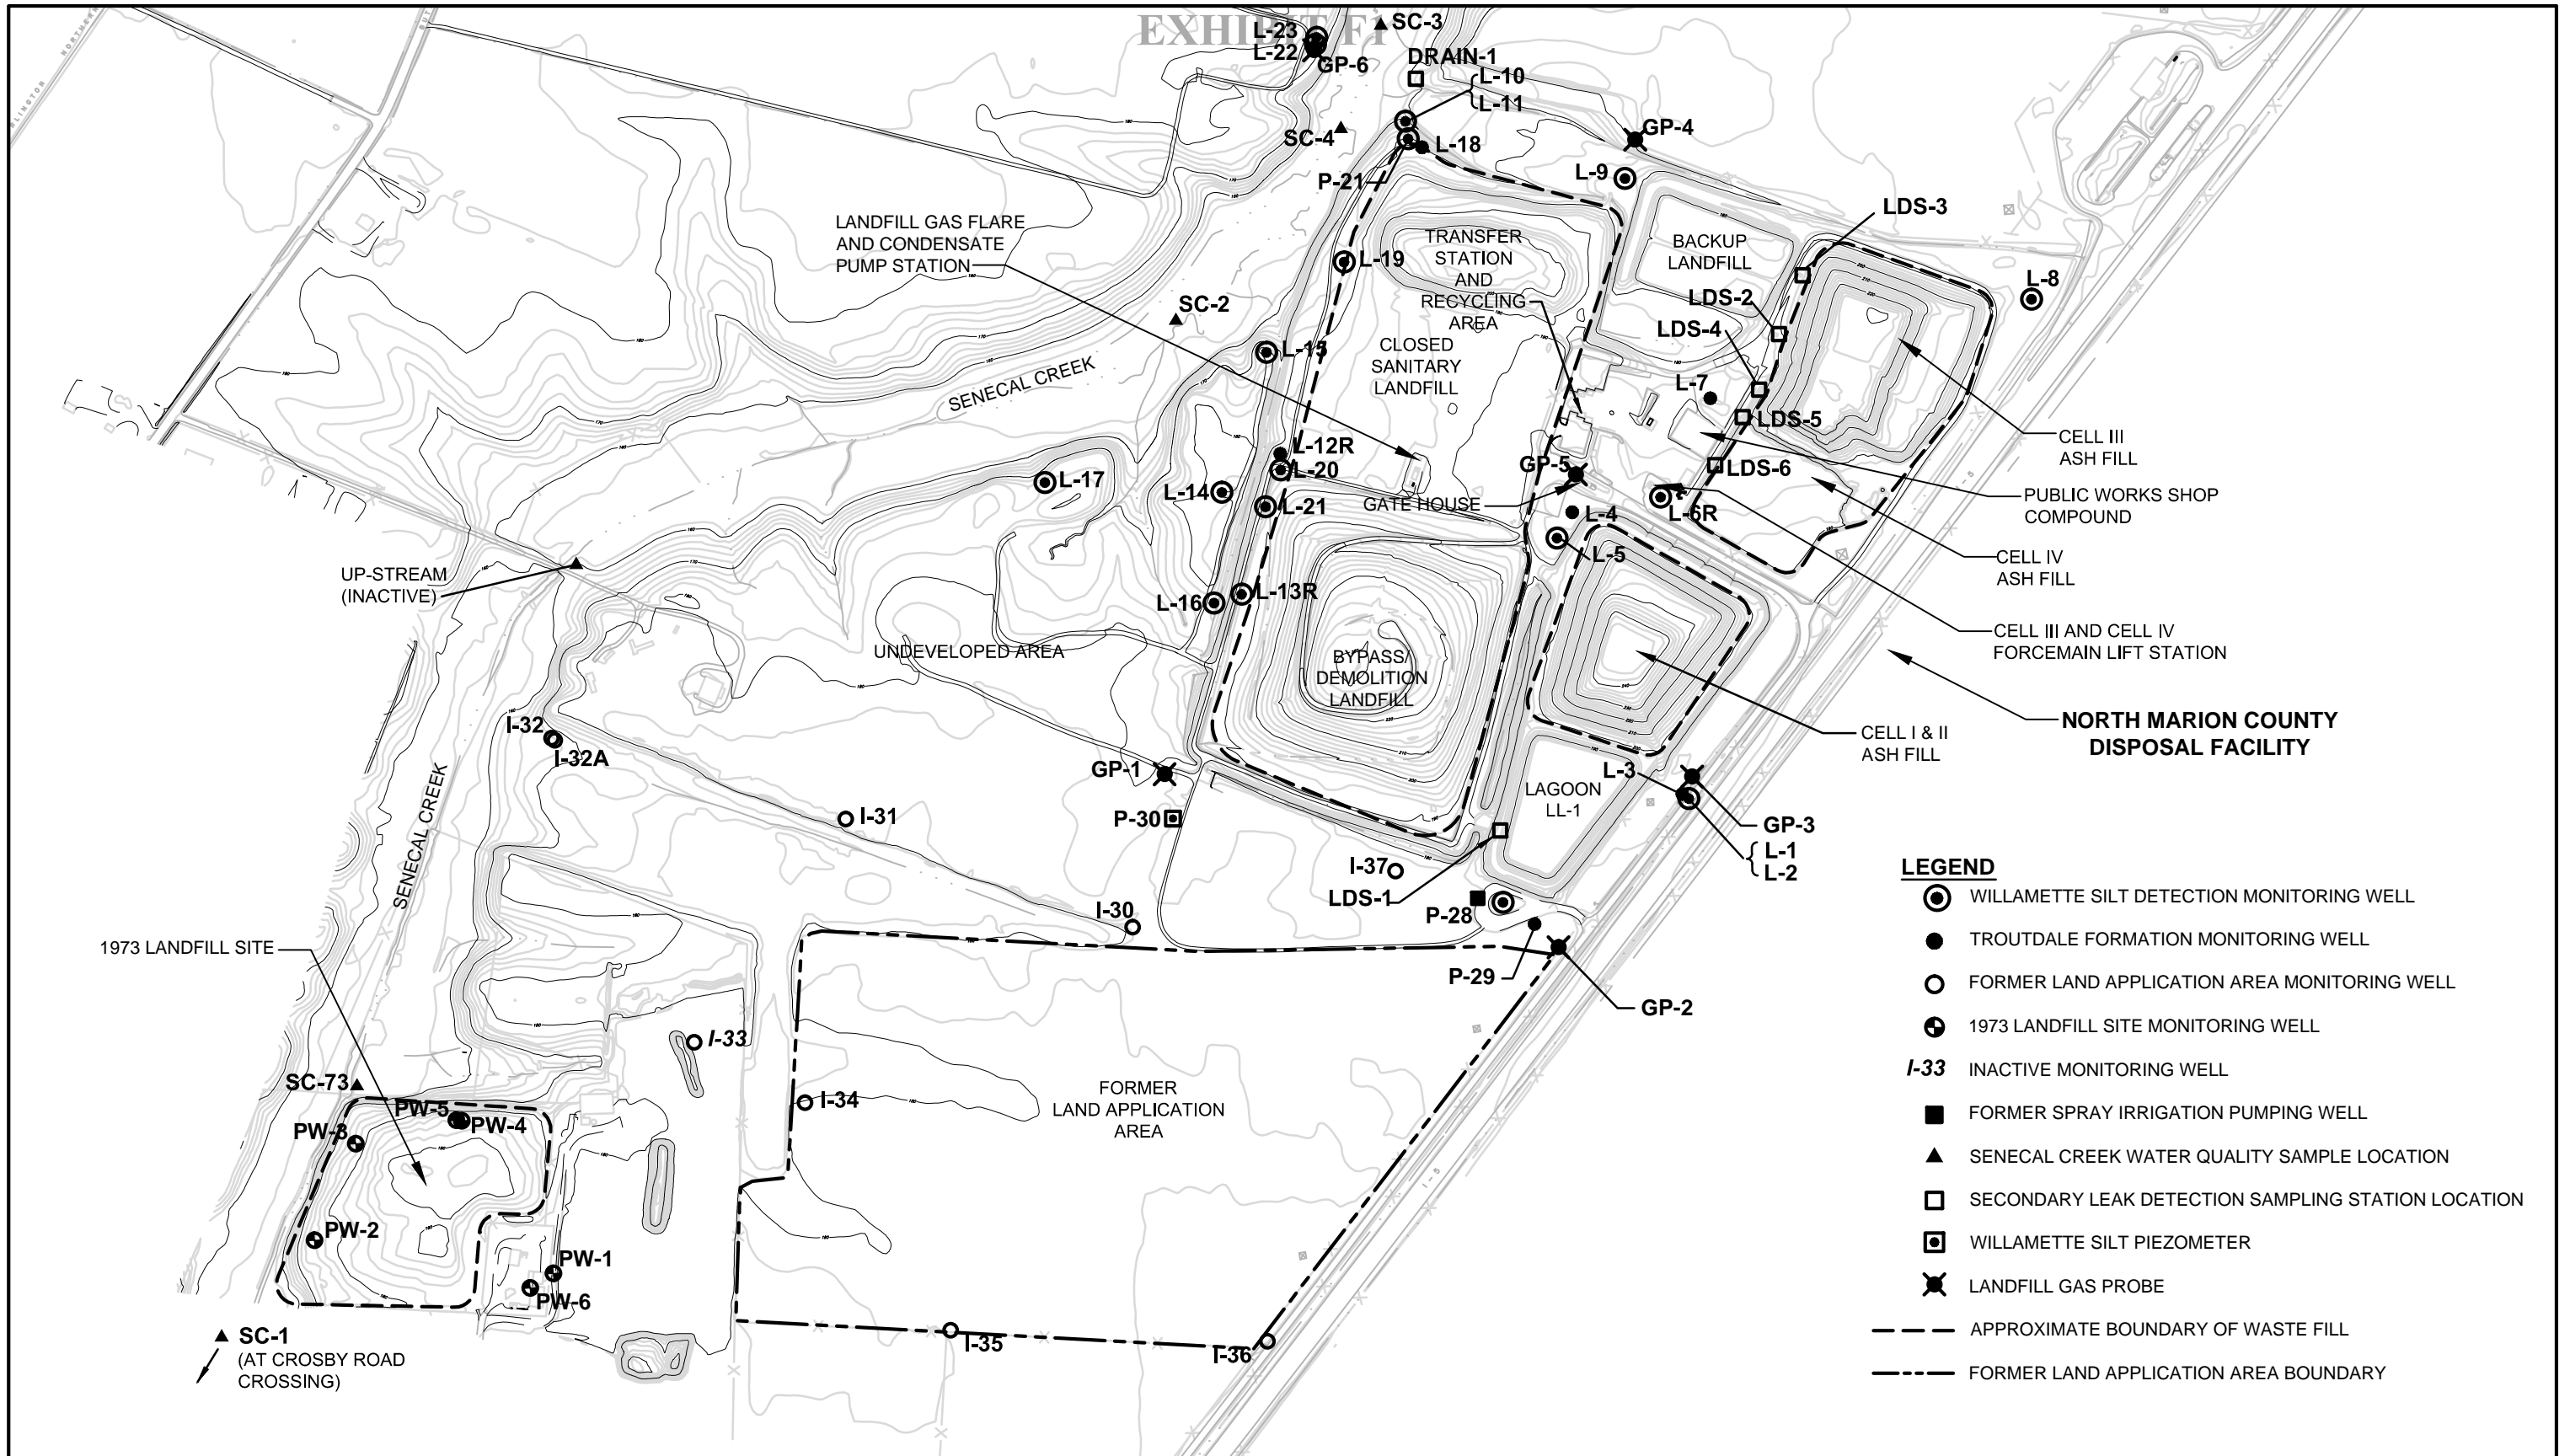 EXHIBIT F1
L-23
SC-3
L-22
GP-6
DRAIN-1
L-10
L-11
SC-4
L-18
GP-4
P-21
L-9
LDS-3
LANDFILL GAS FLARE
AND CONDENSATE
PUMP STATION
TRANSFER
STATION
AND
RECYCLING
AREA
BACKUP
LANDFILL
L-19
L-8
SC-2
LDS-2
LDS-4
L-15
CLOSED
SANITARY
LANDFILL
SENECAL CREEK
L-7
LDS-5
CELL III
ASH FILL
L-12R
L-20
L-17
L-14
L-21
GP-5
LDS-6
GATE HOUSE
L-6R
L-4
PUBLIC WORKS SHOP
COMPOUND
L-5
CELL IV
ASH FILL
UP-STREAM
(INACTIVE)
L-16
L-13R
CELL III AND CELL IV
FORCEMAIN LIFT STATION
UNDEVELOPED AREA
BYPASS/
DEMOLITION
LANDFILL
NORTH MARION COUNTY
DISPOSAL FACILITY
I-32
I-32A
CELL I & II
ASH FILL
SENECAL CREEK
GP-1
L-3
LAGOON
LL-1
I-31
P-30
GP-3
L-1
L-2
I-37
LDS-1
P-28
I-30
P-29
GP-2
1973 LANDFILL SITE
I-33
SC-73
PW-5
PW-4
PW-3
I-34
FORMER
LAND APPLICATION
AREA
I-5
PW-2
PW-1
PW-6
SC-1
(AT CROSBY ROAD
CROSSING)
I-35
I-36
LEGEND
WILLAMETTE SILT DETECTION MONITORING WELL
TROUTDALE FORMATION MONITORING WELL
FORMER LAND APPLICATION AREA MONITORING WELL
1973 LANDFILL SITE MONITORING WELL
I-33 INACTIVE MONITORING WELL
FORMER SPRAY IRRIGATION PUMPING WELL
SENECAL CREEK WATER QUALITY SAMPLE LOCATION
SECONDARY LEAK DETECTION SAMPLING STATION LOCATION
WILLAMETTE SILT PIEZOMETER
LANDFILL GAS PROBE
APPROXIMATE BOUNDARY OF WASTE FILL
FORMER LAND APPLICATION AREA BOUNDARY